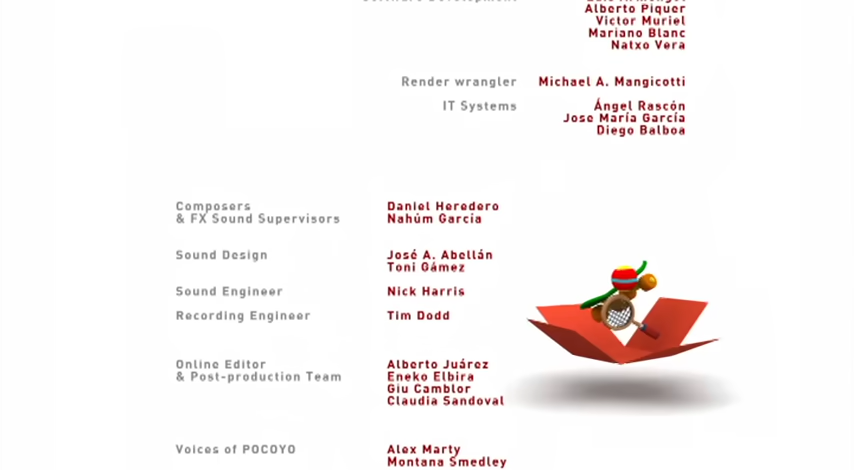 Software Development
Alberto Piquer
Victor Muriel
Mariano Blanc
Natxo Vera
Render wrangler Michael A. Mangicotti
IT Systems Ángel Rascón
Jose María García
Diego Balboa
Composers Daniel Heredero
& FX Sound Supervisors Nahúm García
Sound Design José A. Abellán
Toni Gámez
Sound Engineer Nick Harris
Recording Engineer Tim Dodd
Online Editor Alberto Juárez
& Post-production Team Eneko Elbira
Giu Camblor
Claudia Sandoval
Voices of POCOYO Alex Marty
Montana Smedley